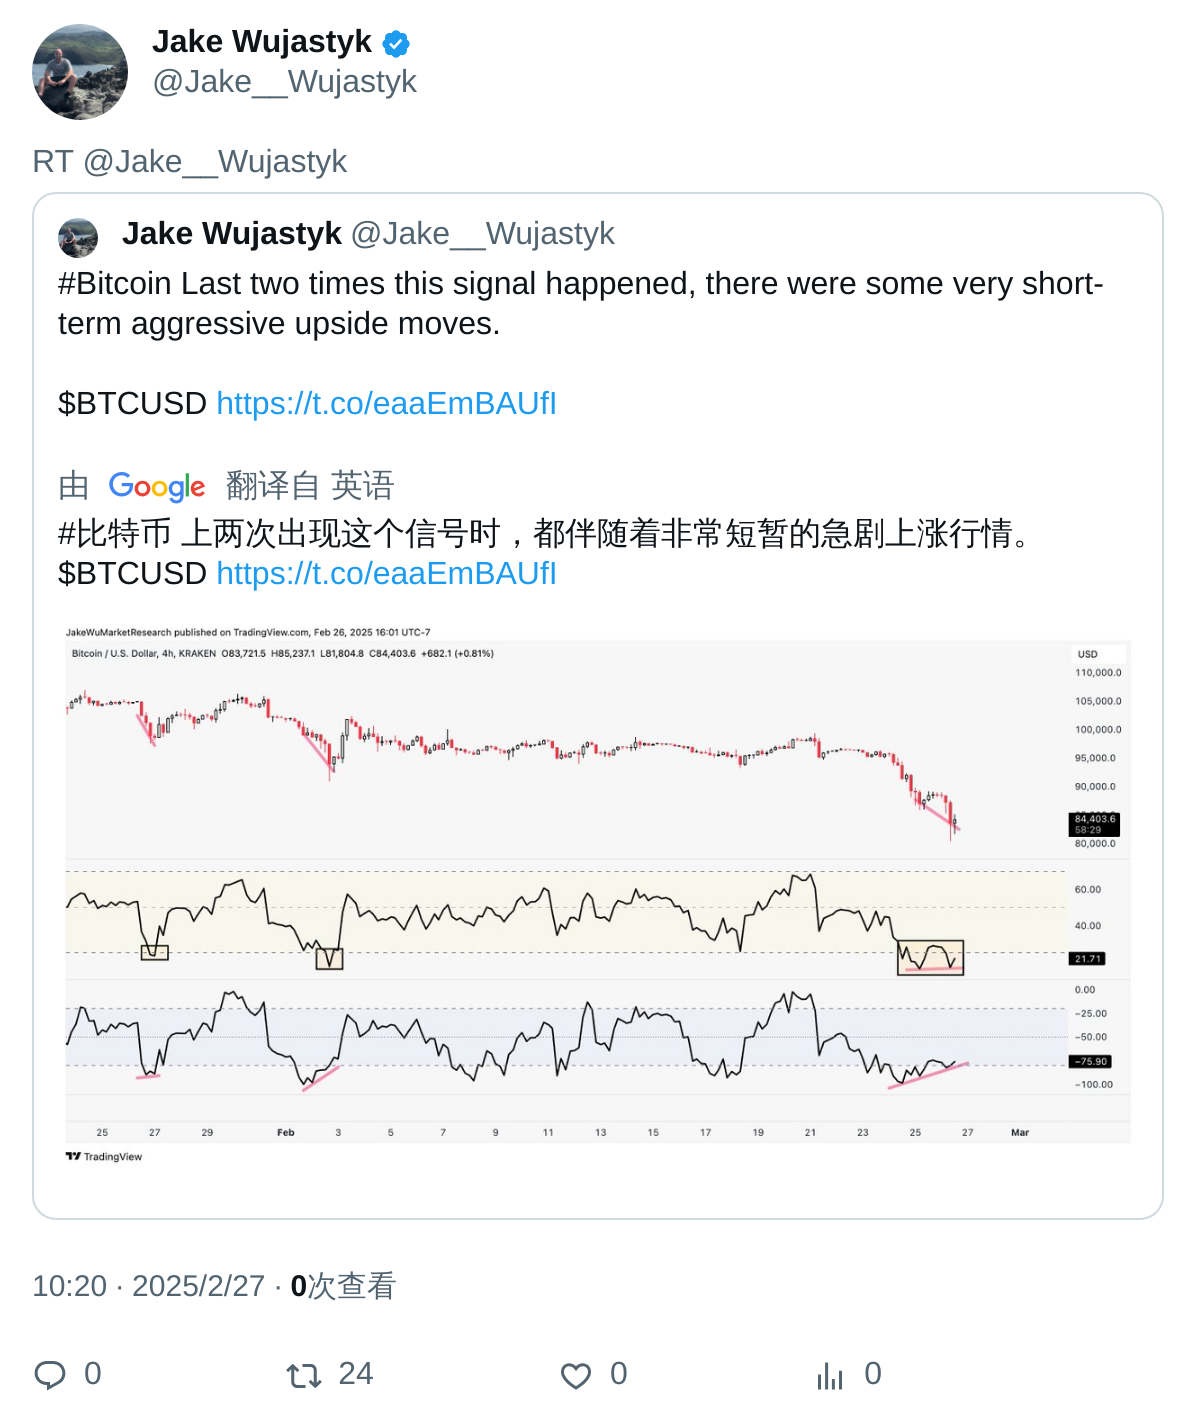 Jake Wujastyk
@Jake__Wujastyk
RT @Jake__Wujastyk
Jake Wujastyk @Jake__Wujastyk
#Bitcoin Last two times this signal happened, there were some very short-
term aggressive upside moves.
$BTCUSD https://t.co/eaaEmBAUfI
由 Google 翻译自 英语
#比特币 上两次出现这个信号时，都伴随着非常短暂的急剧上涨行情。
$BTCUSD https://t.co/eaaEmBAUfI
JakeWuMarketResearch published on TradingView.com, Feb 26, 2025 16:01 UTC-7
Bitcoin / U.S. Dollar, 4h, KRAKEN O83,721.5 H85,237.1 L81,804.8 C84,403.6 +682.1 (+0.81%)
USD
110,000.0
105,000.0
100,000.0
95,000.0
90,000.0
84,403.6
58:29
80,000.0
60.00
40.00
21.71
0.00
−25.00
−50.00
−75.90
−100.00
25 27 29 Feb 3 5 7 9 11 13 15 17 19 21 23 25 27 Mar
TradingView
10:20 · 2025/2/27 · 0次查看
0 24 0 0